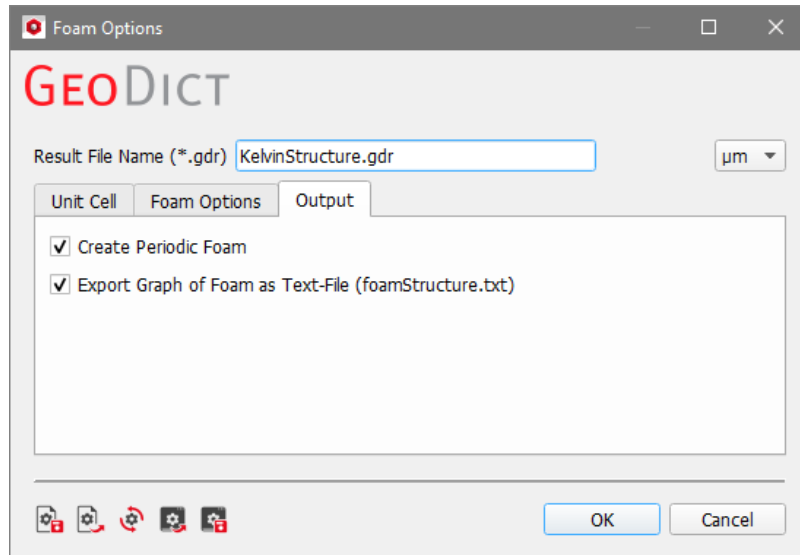 Foam Options
GEODICT
Result File Name (*.gdr) KelvinStructure.gdr µm
Unit Cell Foam Options Output
Create Periodic Foam
Export Graph of Foam as Text-File (foamStructure.txt)
OK Cancel